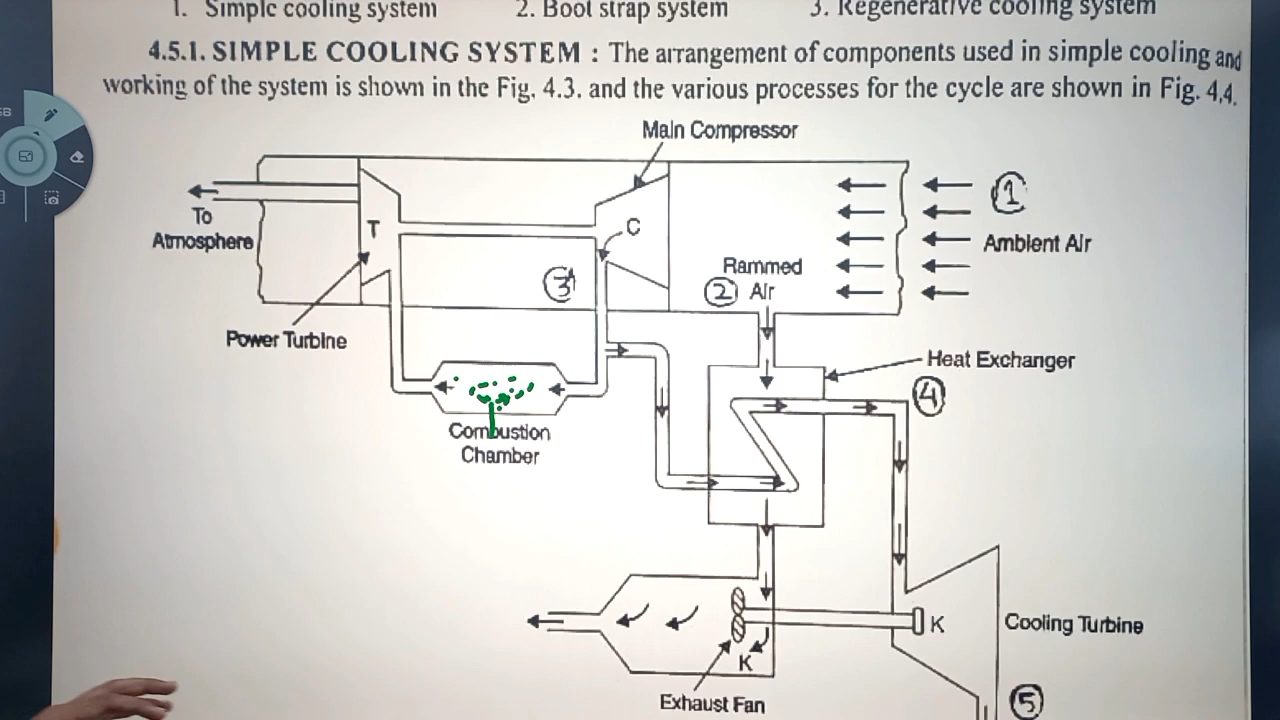 1. Simple cooling system 2. Boot strap system 3. Regenerative cooling system
4.5.1. SIMPLE COOLING SYSTEM : The arrangement of components used in simple cooling and
working of the system is shown in the Fig. 4.3. and the various processes for the cycle are shown in Fig. 4.4.
Main Compressor
1
To
Atmosphere
T
C
Ambient Air
Rammed
2 Air
3
Power Turbine
Heat Exchanger
4
Combustion
Chamber
K
Cooling Turbine
K
Exhaust Fan
5